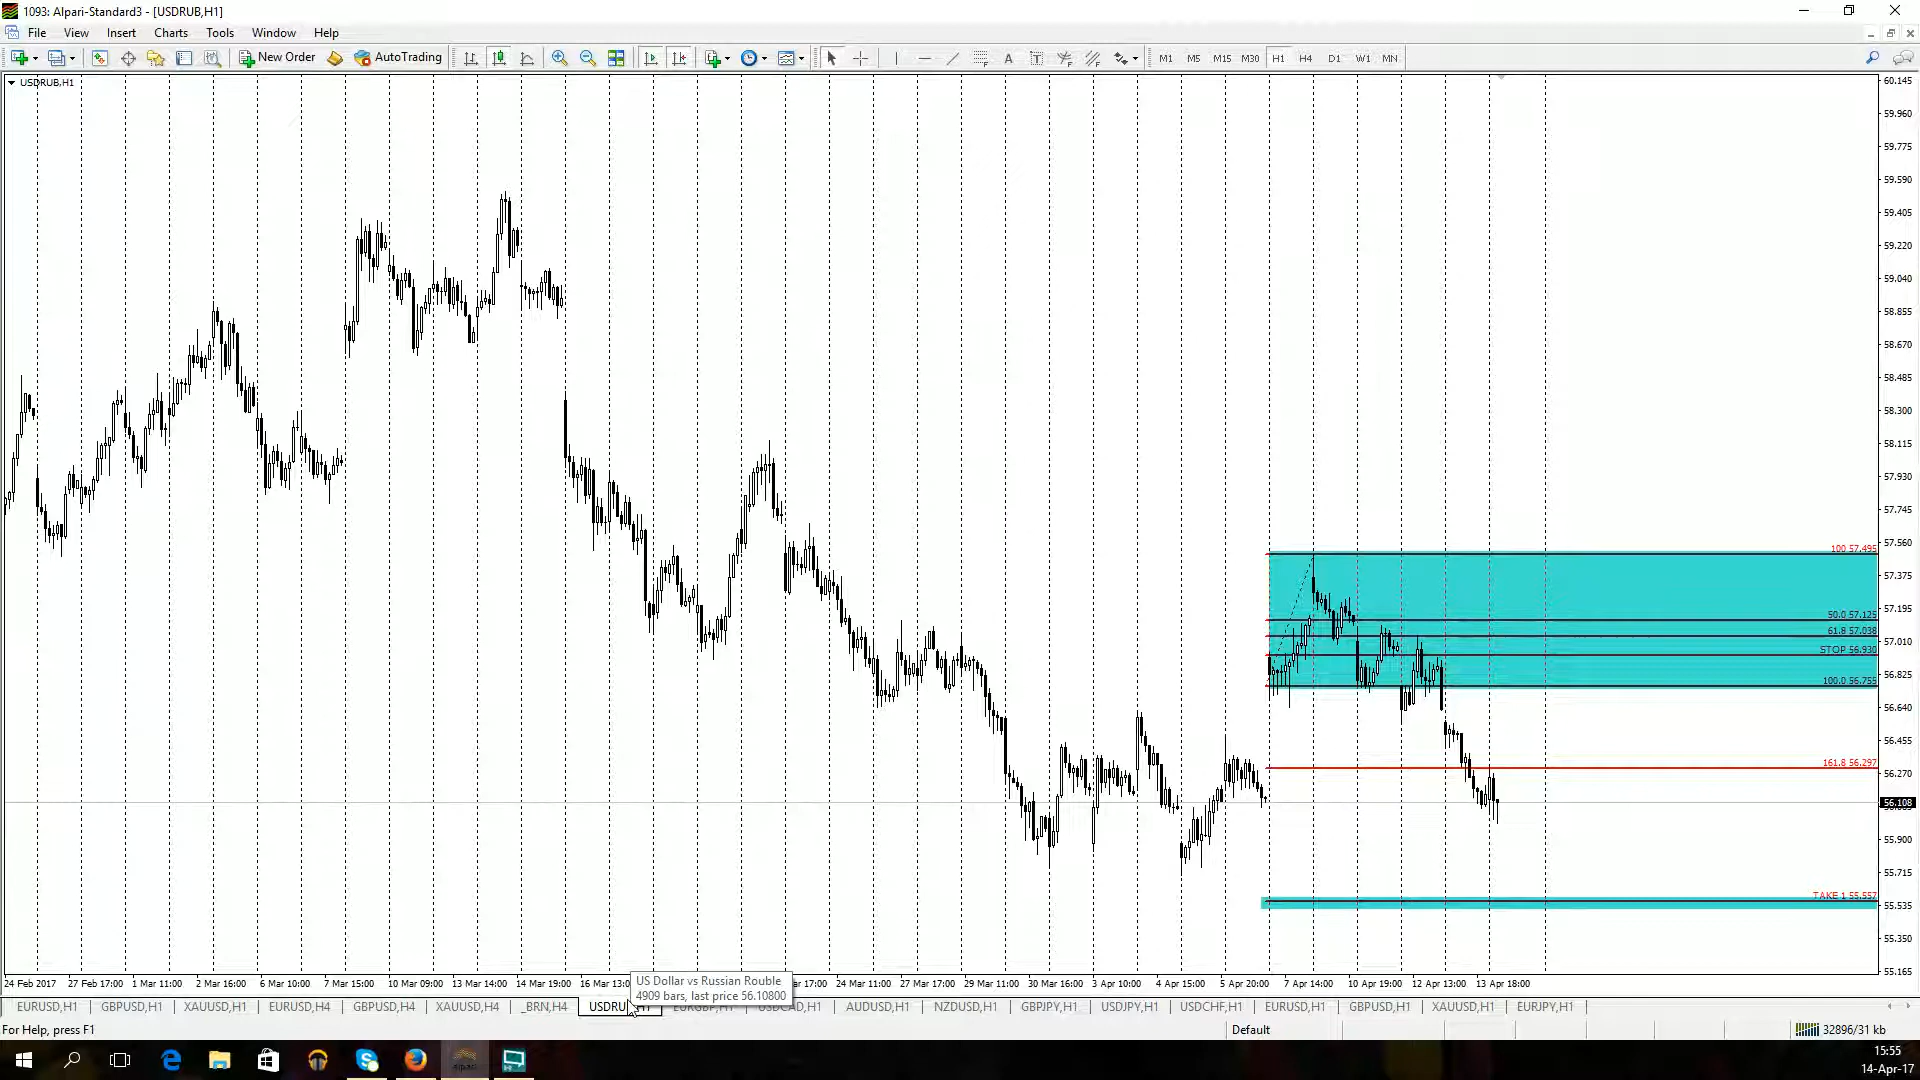 1093: Alpari-Standard3 - [USDRUB,H1]
File View Insert Charts Tools Window Help
New Order AutoTrading A T M1 M5 M15 M30 H1 H4 D1 W1 MN
USDRUB,H1
60.145
59.960
59.775
59.590
59.405
59.220
59.040
58.855
58.670
58.485
58.300
58.115
57.930
57.745
57.560
100 57.495
57.375
50.0 57.125
57.195
61.8 57.038
57.010
STOP 56.930
100.0 56.755
56.825
56.640
56.455
161.8 56.297
56.270
56.108
55.900
55.715
TAKE 1 55.557
55.535
55.350
55.165
24 Feb 2017 27 Feb 17:00 1 Mar 11:00 2 Mar 16:00 6 Mar 10:00 7 Mar 15:00 10 Mar 09:00 13 Mar 14:00 14 Mar 19:00 16 Mar 13:0 17:00 24 Mar 11:00 27 Mar 17:00 29 Mar 11:00 30 Mar 16:00 3 Apr 10:00 4 Apr 15:00 5 Apr 20:00 7 Apr 14:00 10 Apr 19:00 12 Apr 13:00 13 Apr 18:00
US Dollar vs Russian Rouble
4909 bars, last price 56.10800
EURUSD,H1 GBPUSD,H1 XAUUSD,H1 EURUSD,H4 GBPUSD,H4 XAUUSD,H4 _BRN,H4 USDRU EURGBP,H1 USDCAD,H1 AUDUSD,H1 NZDUSD,H1 GBPJPY,H1 USDJPY,H1 USDCHF,H1 EURUSD,H1 GBPUSD,H1 XAUUSD,H1 EURJPY,H1
For Help, press F1
Default
32896/31 kb
15:55
14-Apr-17